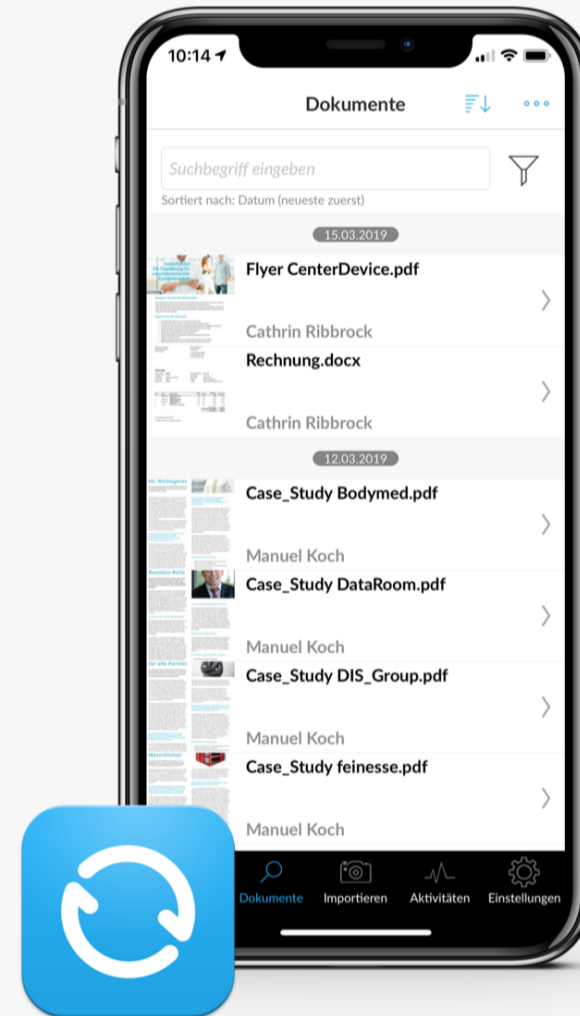 10:14
Dokumente
Suchbegriff eingeben
Sortiert nach: Datum (neueste zuerst)
15.03.2019
Flyer CenterDevice.pdf
Cathrin Ribbrock
Rechnung.docx
Cathrin Ribbrock
12.03.2019
Case_Study Bodymed.pdf
Manuel Koch
Case_Study DataRoom.pdf
Manuel Koch
Case_Study DIS_Group.pdf
Manuel Koch
Case_Study feinesse.pdf
Manuel Koch
Dokumente Importieren Aktivitäten Einstellungen